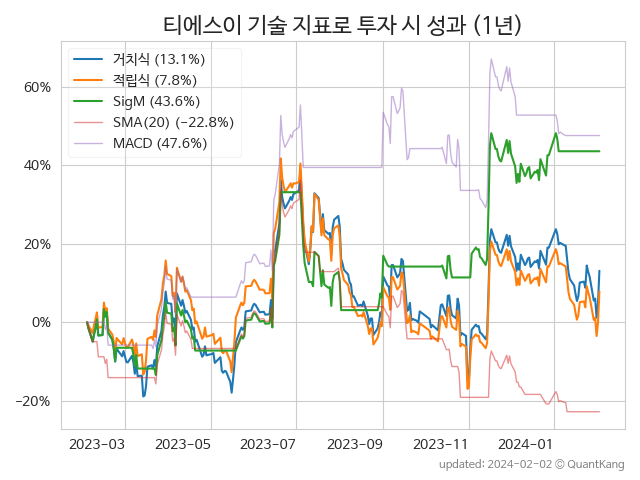 티에스이 기술 지표로 투자 시 성과 (1년)
거치식 (13.1%)
적립식 (7.8%)
SigM (43.6%)
SMA(20) (−22.8%)
MACD (47.6%)
60%
40%
20%
0%
−20%
2023-03 2023-05 2023-07 2023-09 2023-11 2024-01
updated: 2024-02-02 © QuantKang